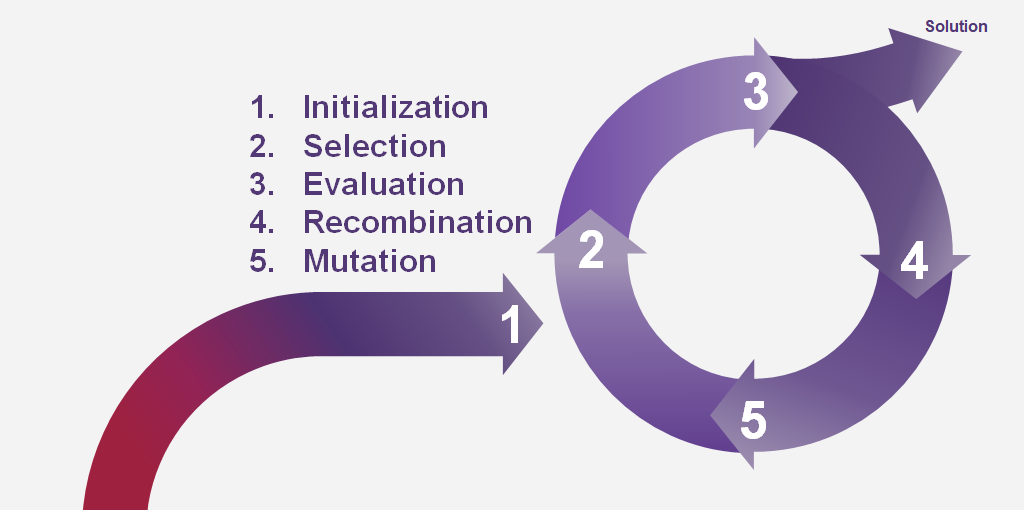 Solution
1. Initialization
2. Selection
3. Evaluation
4. Recombination
5. Mutation
3
2
4
1
5